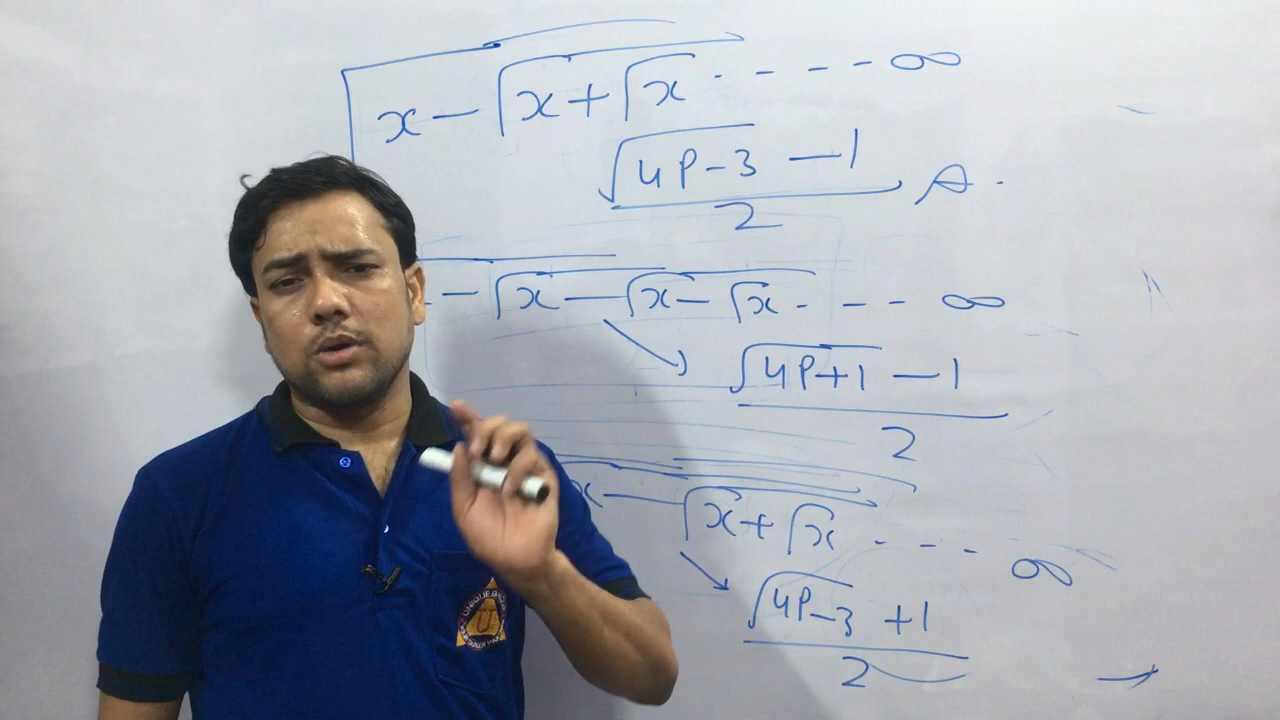 √x − √x + √x . - - - - ∞
√4P−3 − 1
2
A .
− √x − √x − √x . - - - ∞
√4P+1 − 1
2
x − √x + √x . - - - ∞
√4P−3 + 1
2